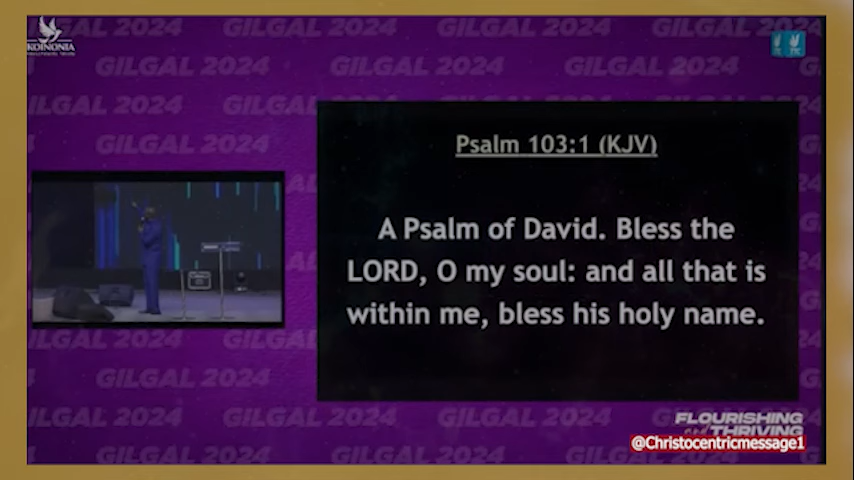 KOINONIA
GILGAL 2024
Psalm 103:1 (KJV)
A Psalm of David. Bless the
LORD, O my soul: and all that is
within me, bless his holy name.
FLOURISHING
and THRIVING
@Christocentricmessage1